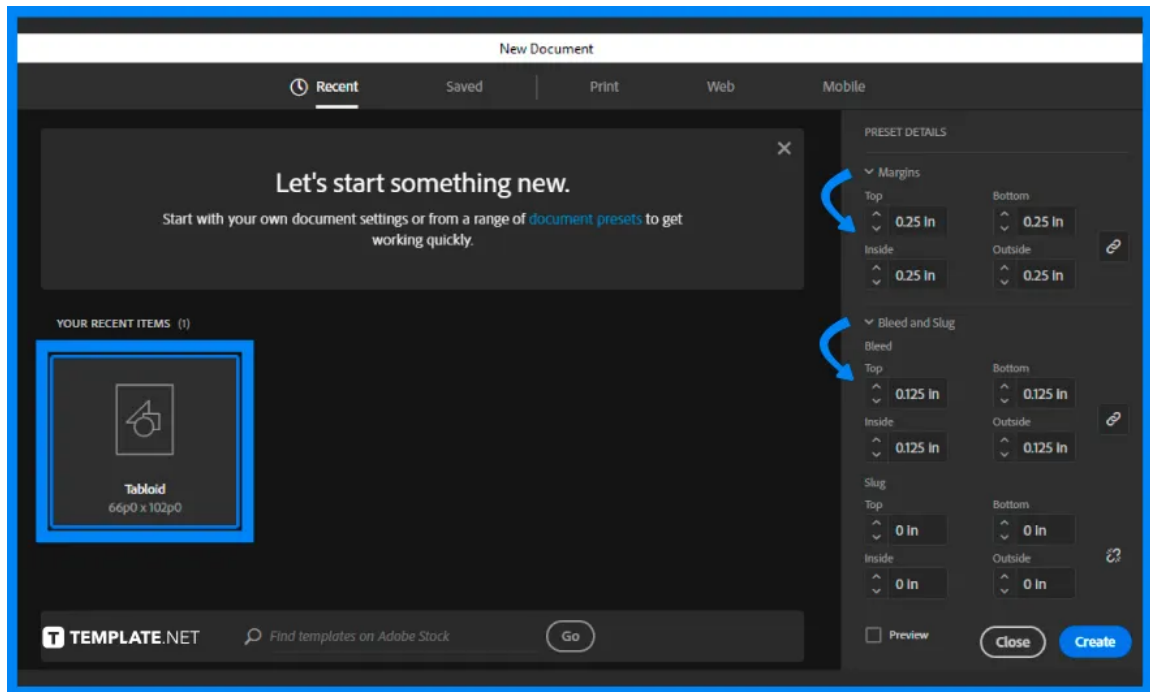 New Document
Recent
Saved
Print
Web
Mobile
Let's start something new.
Start with your own document settings or from a range of document presets to get
working quickly.
YOUR RECENT ITEMS (1)
Tabloid
66p0 x 102p0
TEMPLATE.NET
Find templates on Adobe Stock
Go
PRESET DETAILS
Margins
Top Bottom
0.25 in 0.25 in
Inside Outside
0.25 in 0.25 in
Bleed and Slug
Bleed
Top Bottom
0.125 in 0.125 in
Inside Outside
0.125 in 0.125 in
Slug
Top Bottom
0 in 0 in
Inside Outside
0 in 0 in
Preview
Close
Create